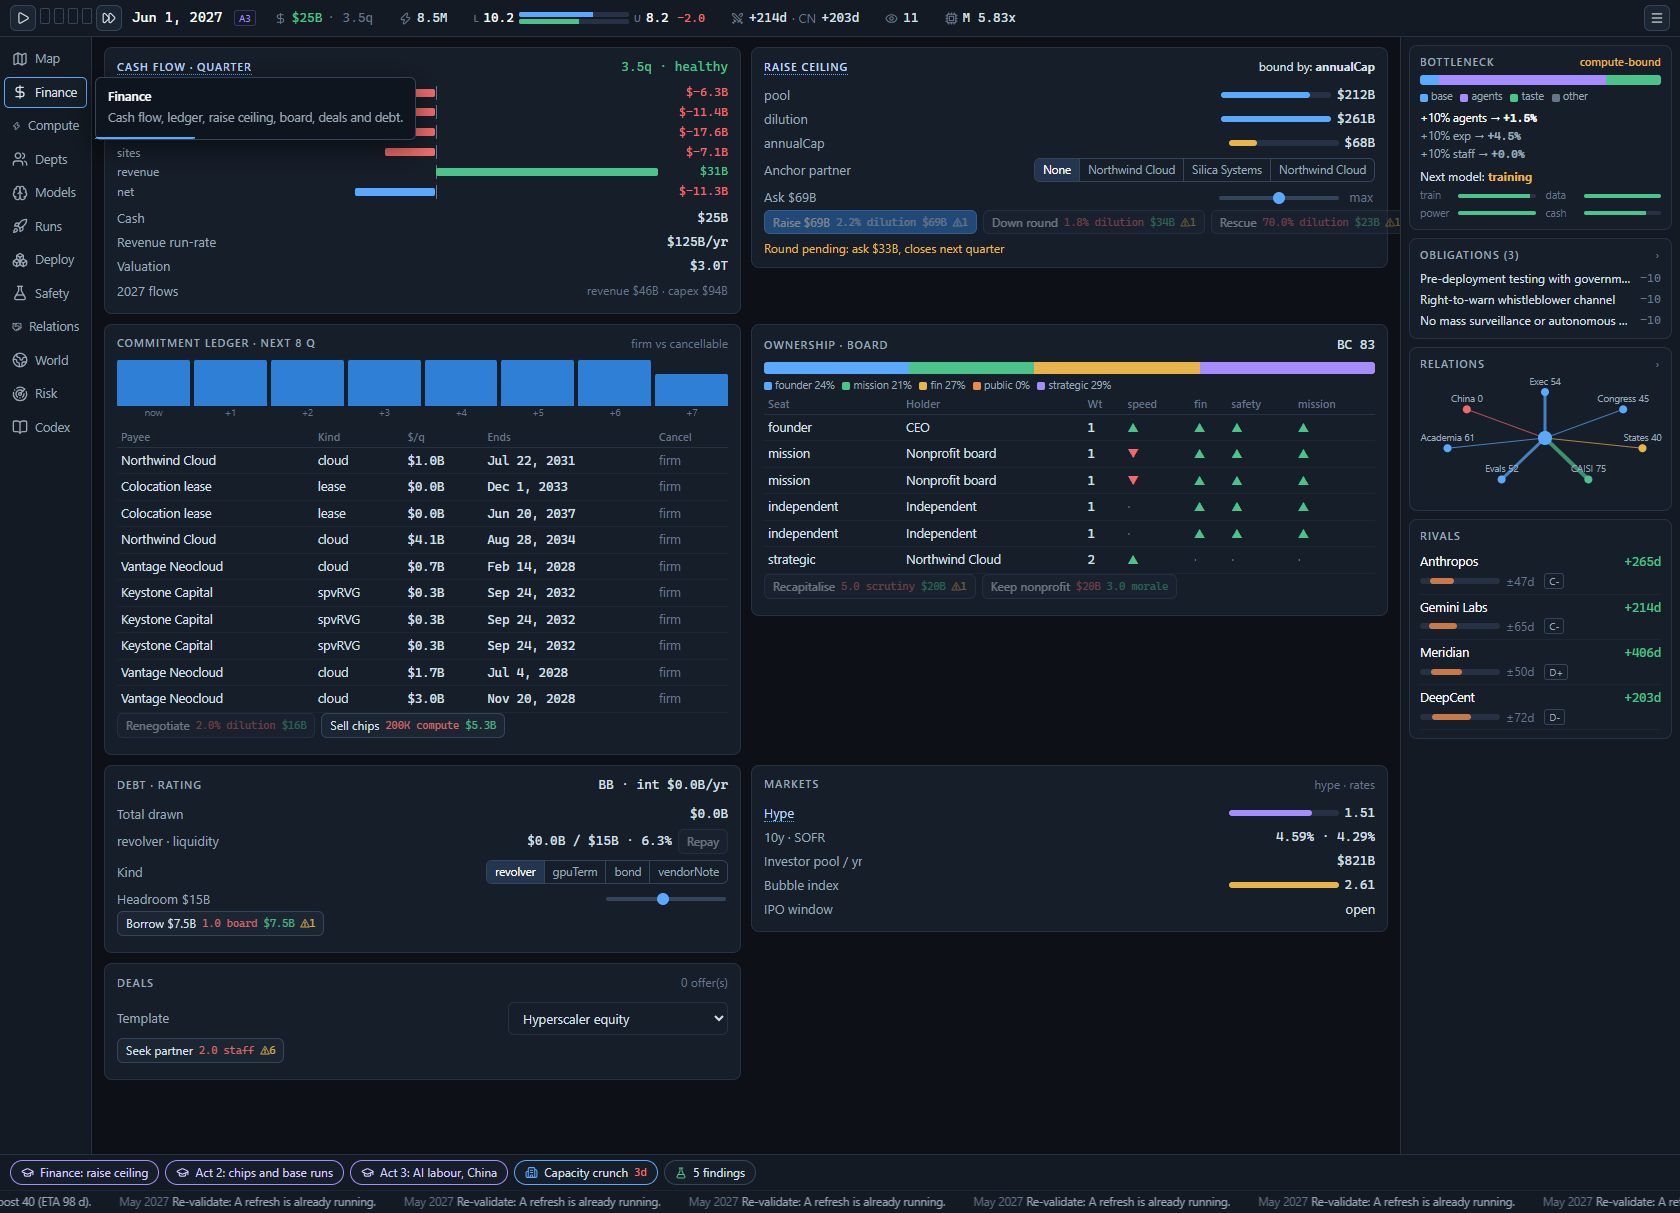 Jun 1, 2027 A3 $ $25B · 3.5q 8.5M L 10.2 U 8.2 −2.0 +214d · CN +203d 11 M 5.83x
Map
Finance
Compute
Depts
Models
Runs
Deploy
Safety
Relations
World
Risk
Codex
CASH FLOW · QUARTER 3.5q · healthy
Finance
Cash flow, ledger, raise ceiling, board, deals and debt.
$−6.3B
$−11.4B
$−17.6B
sites $−7.1B
revenue $31B
net $−11.3B
Cash $25B
Revenue run-rate $125B/yr
Valuation $3.0T
2027 flows revenue $46B · capex $94B
RAISE CEILING bound by: annualCap
pool $212B
dilution $261B
annualCap $68B
Anchor partner None Northwind Cloud Silica Systems Northwind Cloud
Ask $69B max
Raise $69B 2.2% dilution $69B ⚠1 Down round 1.8% dilution $34B ⚠1 Rescue 70.0% dilution $23B ⚠1
Round pending: ask $33B, closes next quarter
COMMITMENT LEDGER · NEXT 8 Q firm vs cancellable
now +1 +2 +3 +4 +5 +6 +7
Payee Kind $/q Ends Cancel
Northwind Cloud cloud $1.0B Jul 22, 2031 firm
Colocation lease lease $0.0B Dec 1, 2033 firm
Colocation lease lease $0.0B Jun 20, 2037 firm
Northwind Cloud cloud $4.1B Aug 28, 2034 firm
Vantage Neocloud cloud $0.7B Feb 14, 2028 firm
Keystone Capital spvRVG $0.3B Sep 24, 2032 firm
Keystone Capital spvRVG $0.3B Sep 24, 2032 firm
Keystone Capital spvRVG $0.3B Sep 24, 2032 firm
Vantage Neocloud cloud $1.7B Jul 4, 2028 firm
Vantage Neocloud cloud $3.0B Nov 20, 2028 firm
Renegotiate 2.0% dilution $16B Sell chips 200K compute $5.3B
OWNERSHIP · BOARD BC 83
founder 24% mission 21% fin 27% public 0% strategic 29%
Seat Holder Wt speed fin safety mission
founder CEO 1 ▲ ▲ ▲ ▲
mission Nonprofit board 1 ▼ ▲ ▲ ▲
mission Nonprofit board 1 ▼ ▲ ▲ ▲
independent Independent 1 · ▲ ▲ ▲
independent Independent 1 · ▲ ▲ ▲
strategic Northwind Cloud 2 ▲ · · ·
Recapitalise 5.0 scrutiny $20B ⚠1 Keep nonprofit $20B 3.0 morale
DEBT · RATING BB · int $0.0B/yr
Total drawn $0.0B
revolver · liquidity $0.0B / $15B · 6.3% Repay
Kind revolver gpuTerm bond vendorNote
Headroom $15B
Borrow $7.5B 1.0 board $7.5B ⚠1
MARKETS hype · rates
Hype 1.51
10y · SOFR 4.59% · 4.29%
Investor pool / yr $821B
Bubble index 2.61
IPO window open
DEALS 0 offer(s)
Template Hyperscaler equity
Seek partner 2.0 staff ⚠6
BOTTLENECK compute-bound
base agents taste other
+10% agents → +1.5%
+10% exp → +4.5%
+10% staff → +0.0%
Next model: training
train data
power cash
OBLIGATIONS (3) ›
Pre-deployment testing with governm... −10
Right-to-warn whistleblower channel −10
No mass surveillance or autonomous ... −10
RELATIONS ›
Exec 54
China 0 Congress 45
Academia 61 States 40
Evals 52 CAISI 75
RIVALS
Anthropos +265d
±47d C-
Gemini Labs +214d
±65d C-
Meridian +406d
±50d D+
DeepCent +203d
±72d D-
Finance: raise ceiling Act 2: chips and base runs Act 3: AI labour, China Capacity crunch 3d 5 findings
post 40 (ETA 98 d). May 2027 Re-validate: A refresh is already running. May 2027 Re-validate: A refresh is already running. May 2027 Re-validate: A refresh is already running. May 2027 Re-validate: A refresh is already running. May 2027 Re-validate: A refresh is already running. May 2027 Re-validate: A re